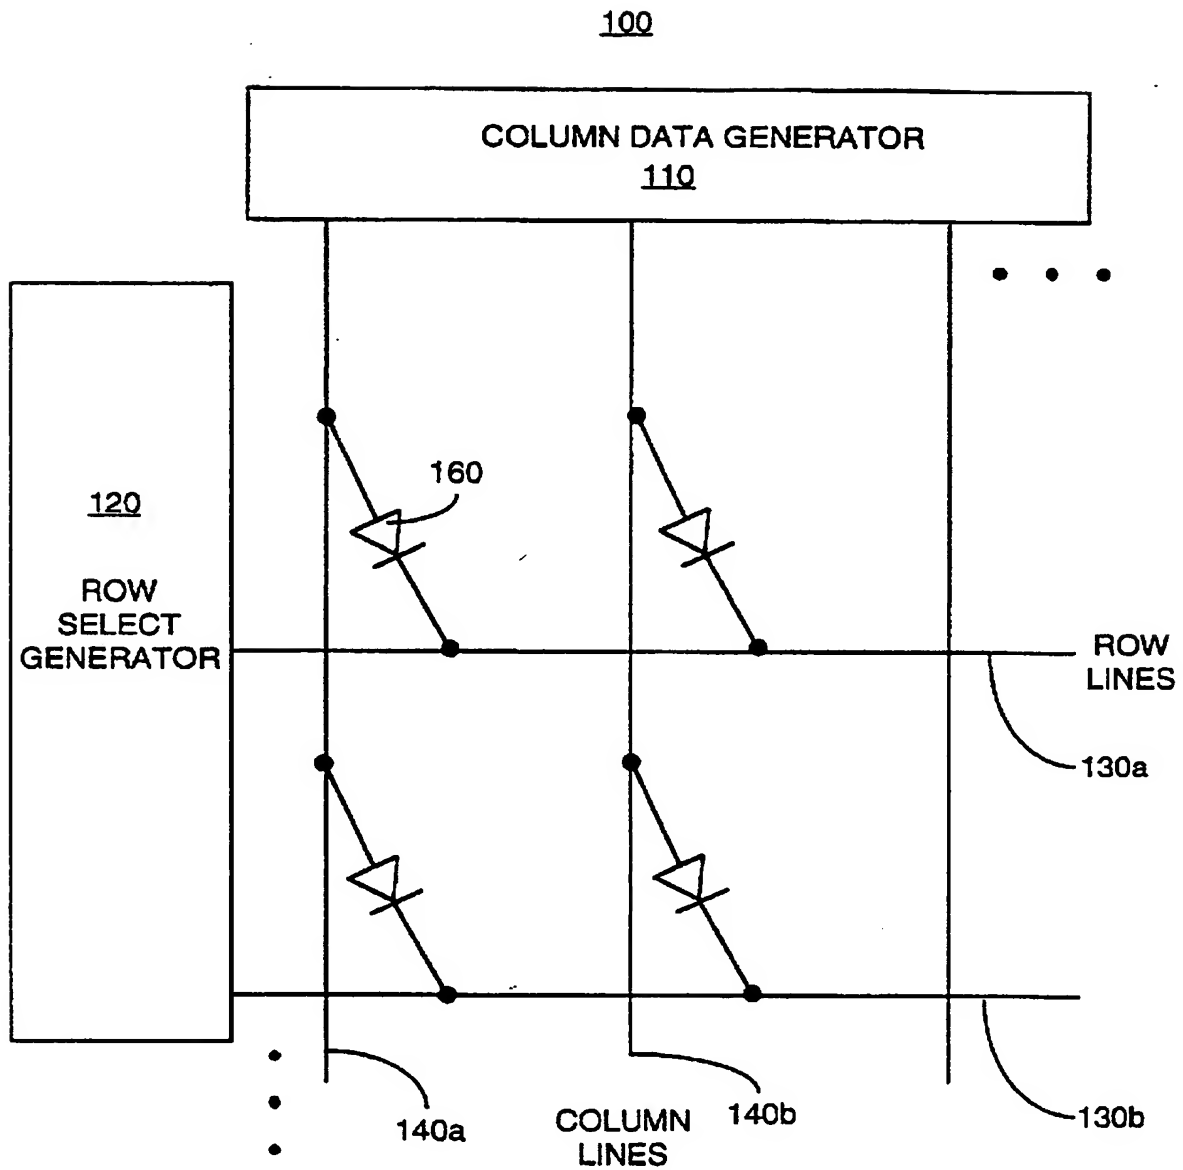 100
COLUMN DATA GENERATOR
110
160
120
ROW
SELECT
GENERATOR
ROW
LINES
130a
140a
COLUMN
LINES
140b
130b